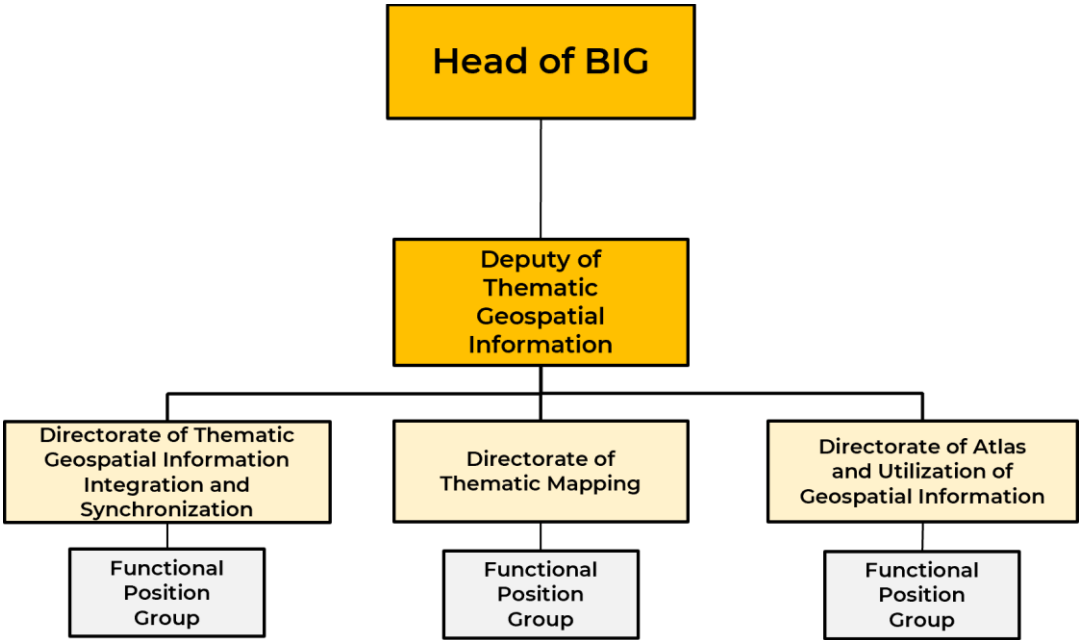 Head of BIG
Deputy of
Thematic
Geospatial
Information
Directorate of Thematic
Geospatial Information
Integration and
Synchronization
Directorate of
Thematic Mapping
Directorate of Atlas
and Utilization of
Geospatial Information
Functional
Position
Group
Functional
Position
Group
Functional
Position
Group